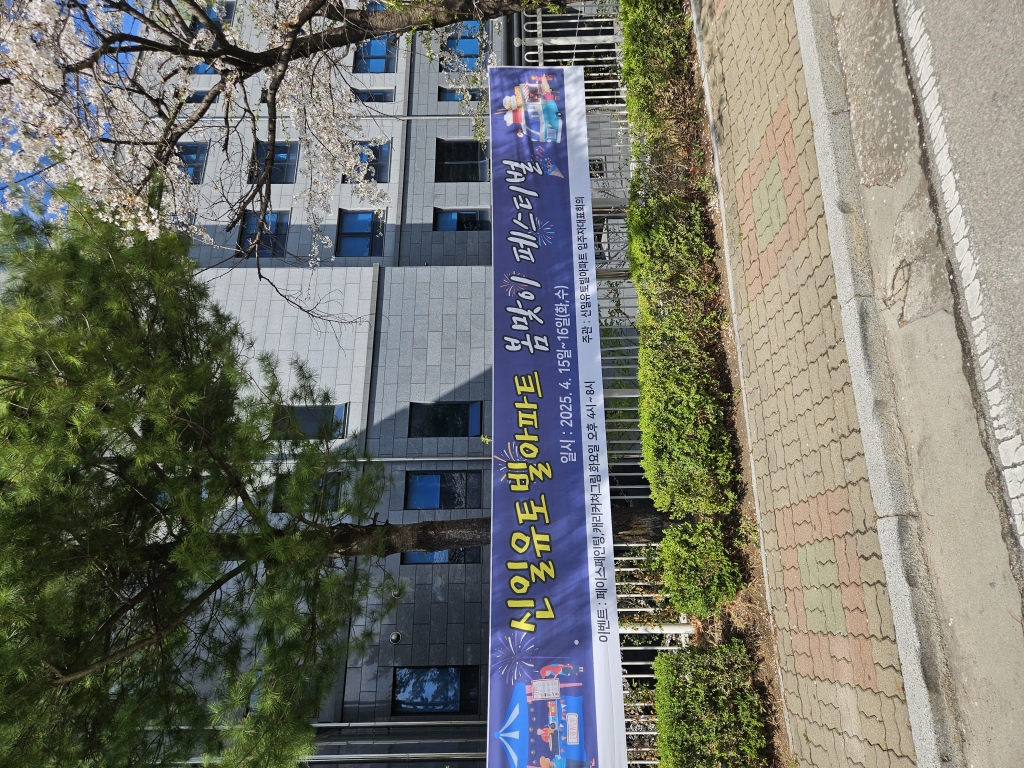 신일유토빌아파트 봄맞이 페스티벌
일시 : 2025. 4. 15일~16일(화,수)
이벤트 : 페이스페인팅, 캐리커쳐그림 화요일 오후 4시~8시
주관 : 신일유토빌아파트 입주자대표회의